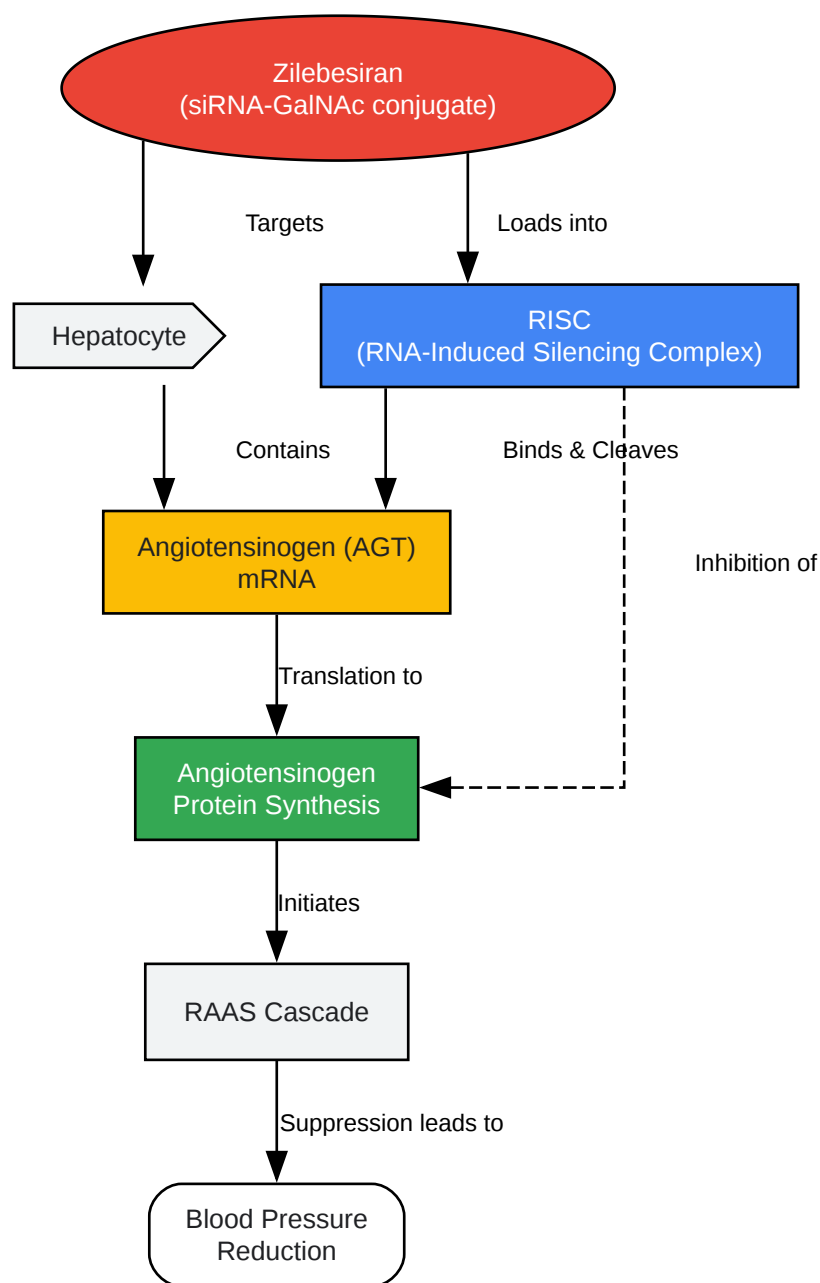 Zilebesiran
(siRNA-GalNAc conjugate)
Targets
Loads into
Hepatocyte
RISC
(RNA-Induced Silencing Complex)
Contains
Binds & Cleaves
Angiotensinogen (AGT)
mRNA
Inhibition of
Translation to
Angiotensinogen
Protein Synthesis
Initiates
RAAS Cascade
Suppression leads to
Blood Pressure
Reduction